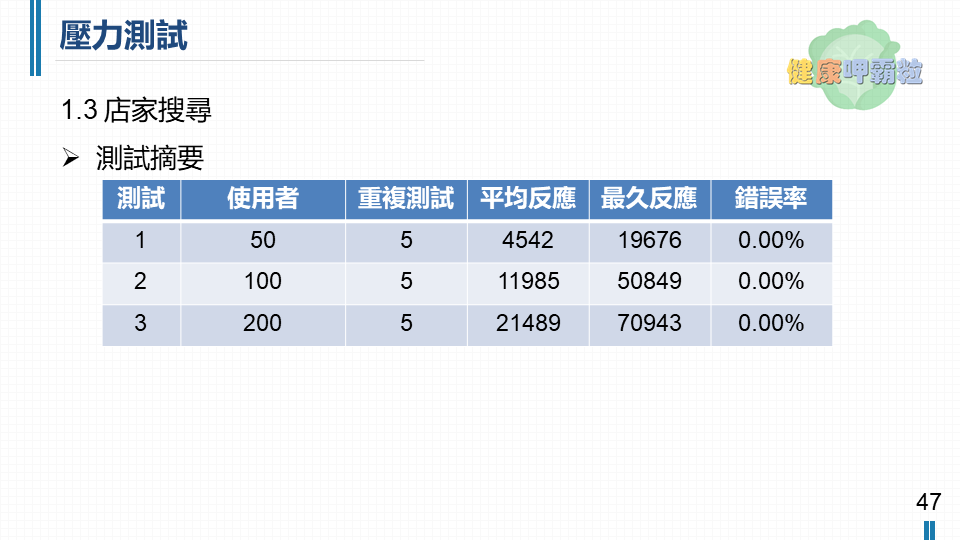 壓力測試
健康呷霸粒
1.3 店家搜尋
➢ 測試摘要
測試 使用者 重複測試 平均反應 最久反應 錯誤率
1 50 5 4542 19676 0.00%
2 100 5 11985 50849 0.00%
3 200 5 21489 70943 0.00%
47